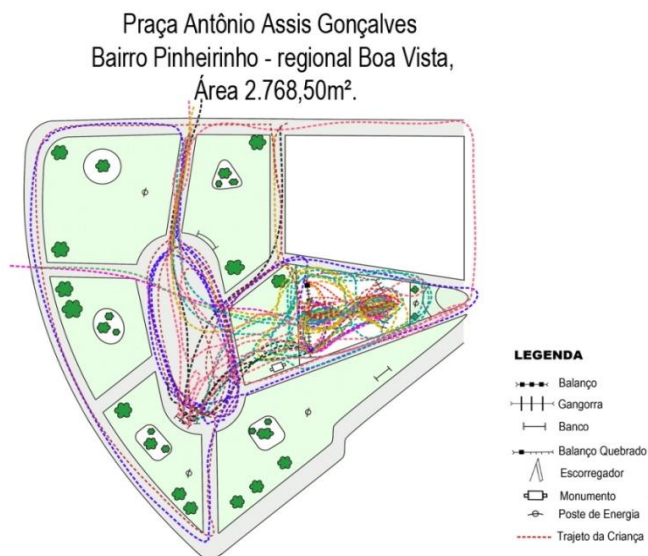 Praça Antônio Assis Gonçalves
Bairro Pinheirinho - regional Boa Vista,
Área 2.768,50m².
LEGENDA
Balanço
Gangorra
Banco
Balanço Quebrado
Escorregador
Monumento
Poste de Energia
Trajeto da Criança